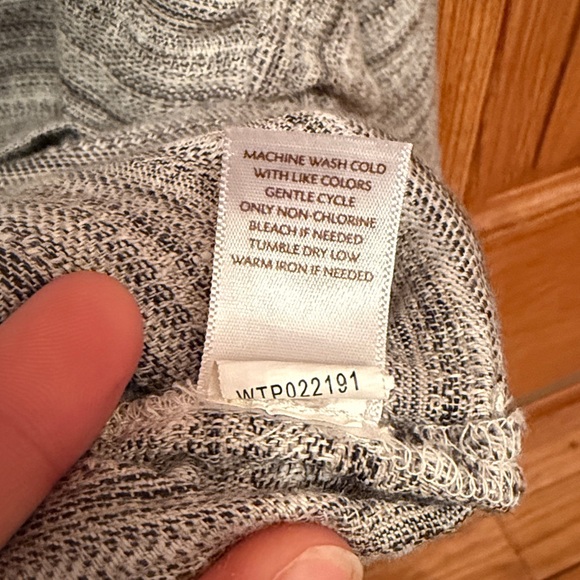 MACHINE WASH COLD
WITH LIKE COLORS
GENTLE CYCLE
ONLY NON-CHLORINE
BLEACH IF NEEDED
TUMBLE DRY LOW
WARM IRON IF NEEDED
WTP022191